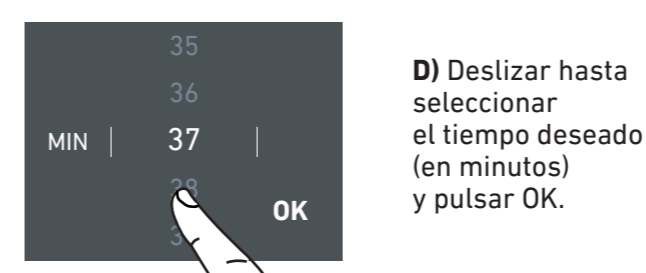 35
36
MIN | 37 |
38
OK
D) Deslizar hasta
seleccionar
el tiempo deseado
(en minutos)
y pulsar OK.